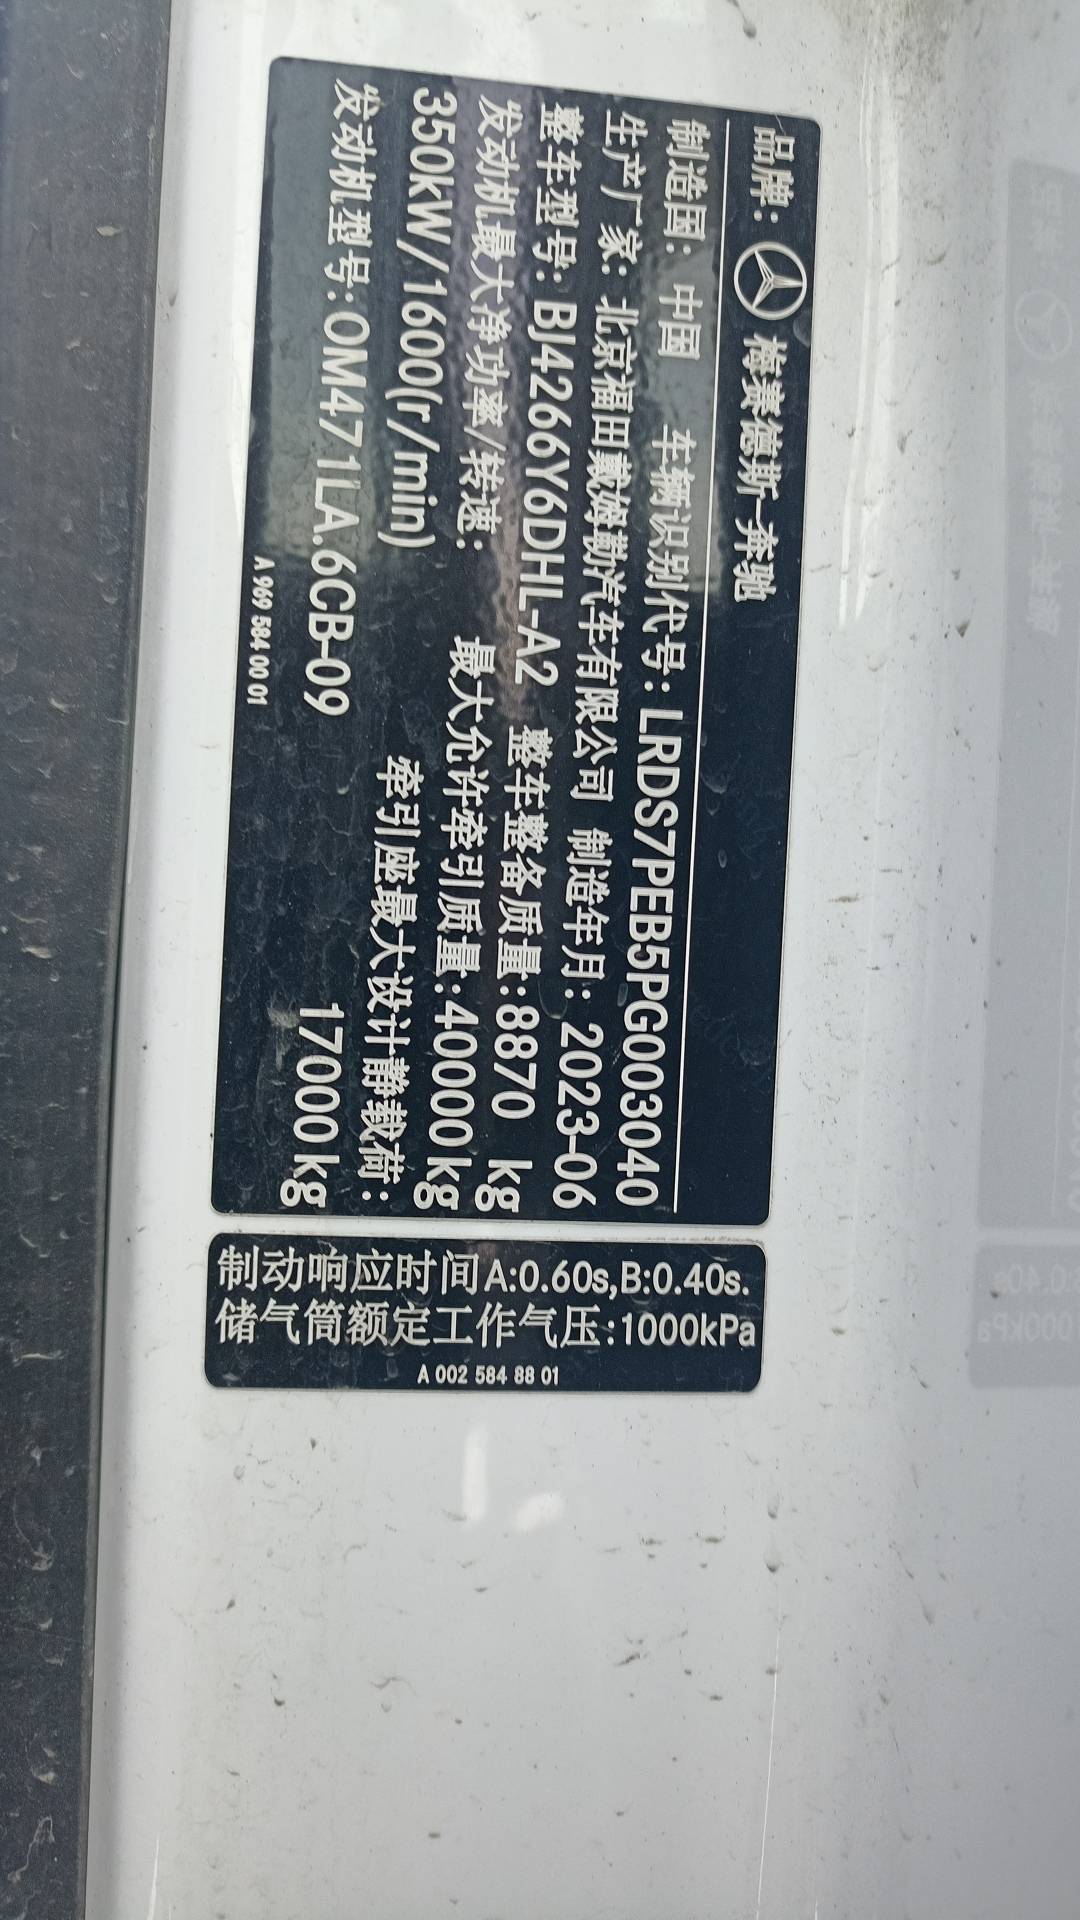 品牌： 梅赛德斯-奔驰
制造国：中国 车辆识别代号：LRDS7PEB5PG003040
生产厂家：北京福田戴姆勒汽车有限公司 制造年月：2023-06
整车型号：BJ4266Y6DHL-A2 整车整备质量：8870 kg
发动机最大净功率/转速： 最大允许牵引质量：40000kg
350kW/1600(r/min) 牵引座最大设计静载荷：
发动机型号：OM471LA.6CB-09 17000kg
A 969 584 00 01
制动响应时间A:0.60s,B:0.40s.
储气筒额定工作气压:1000kPa
A 002 584 88 01